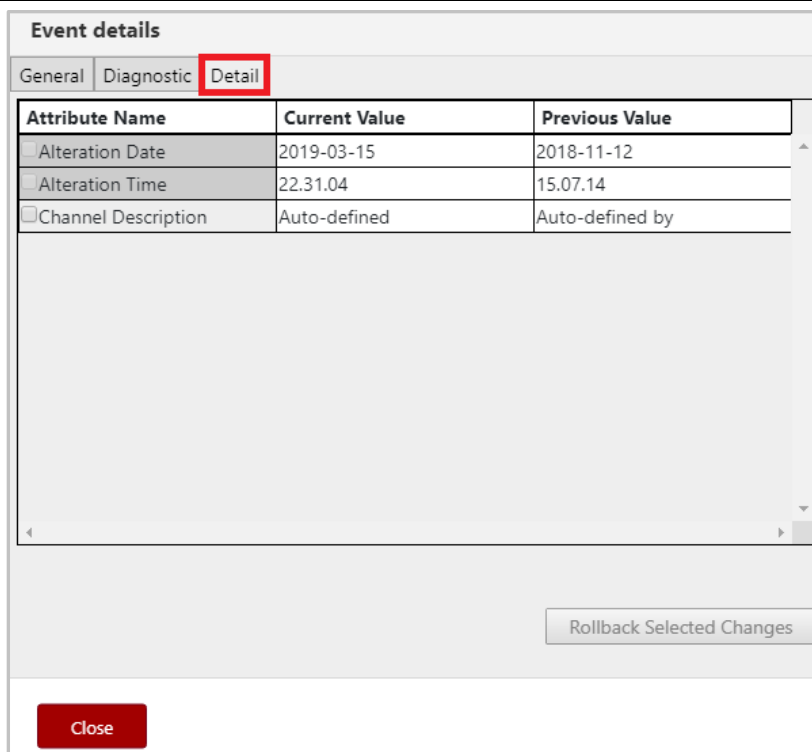 Event details
General Diagnostic Detail
Attribute Name Current Value Previous Value
Alteration Date 2019-03-15 2018-11-12
Alteration Time 22.31.04 15.07.14
Channel Description Auto-defined Auto-defined by
Rollback Selected Changes
Close